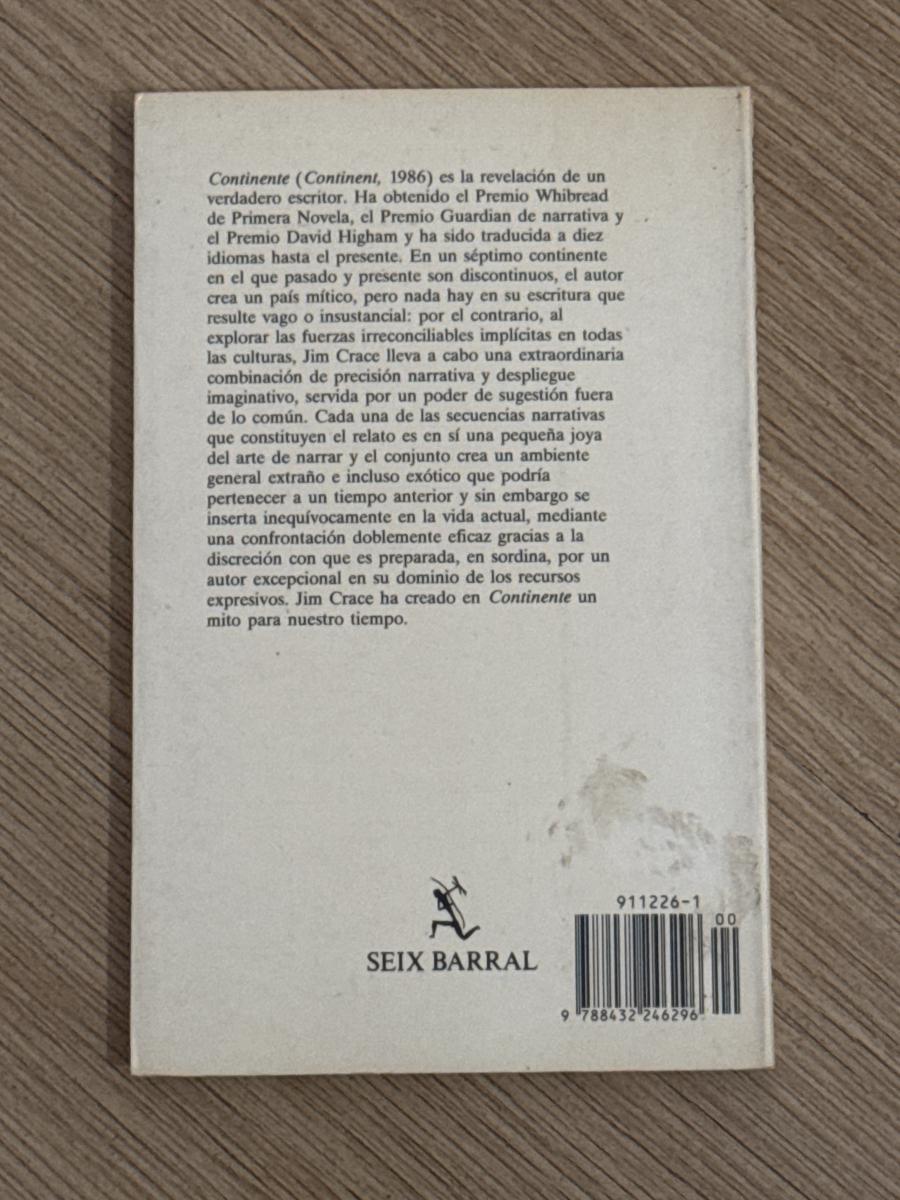 Continente (Continent, 1986) es la revelación de un
verdadero escritor. Ha obtenido el Premio Whibread
de Primera Novela, el Premio Guardian de narrativa y
el Premio David Higham y ha sido traducida a diez
idiomas hasta el presente. En un séptimo continente
en el que pasado y presente son discontinuos, el autor
crea un país mítico, pero nada hay en su escritura que
resulte vago o insustancial: por el contrario, al
explorar las fuerzas irreconciliables implícitas en todas
las culturas, Jim Crace lleva a cabo una extraordinaria
combinación de precisión narrativa y despliegue
imaginativo, servida por un poder de sugestión fuera
de lo común. Cada una de las secuencias narrativas
que constituyen el relato es en sí una pequeña joya
del arte de narrar y el conjunto crea un ambiente
general extraño e incluso exótico que podría
pertenecer a un tiempo anterior y sin embargo se
inserta inequívocamente en la vida actual, mediante
una confrontación doblemente eficaz gracias a la
discreción con que es preparada, en sordina, por un
autor excepcional en su dominio de los recursos
expresivos. Jim Crace ha creado en Continente un
mito para nuestro tiempo.
SEIX BARRAL
911226-1
00
9 788432 246296